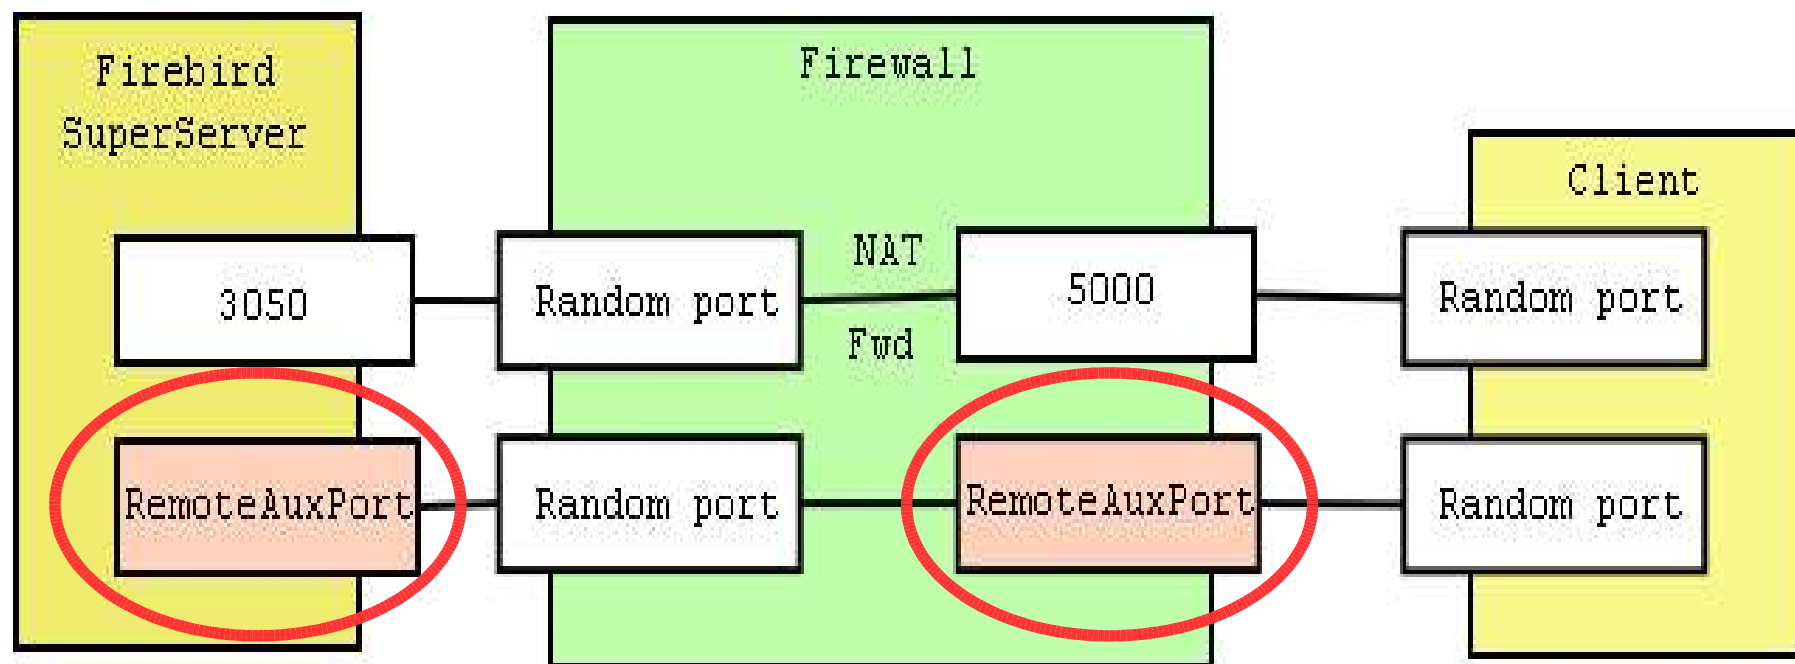 Firebird
SuperServer
Firewall
Client
3050
Random port
NAT
Fwd
5000
Random port
RemoteAuxPort
Random port
RemoteAuxPort
Random port